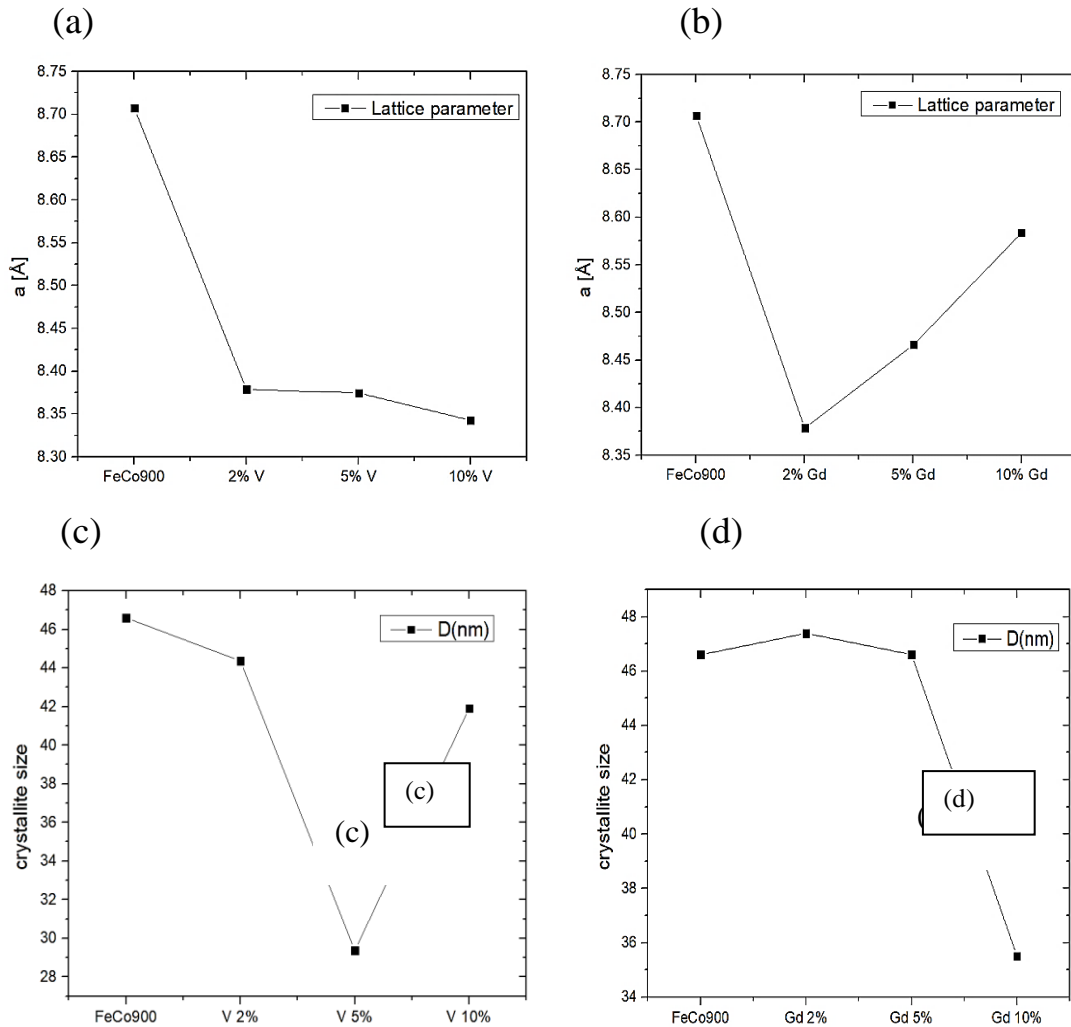 (a)
8.75
8.70
8.65
8.60
8.55
8.50
8.45
8.40
8.35
8.30
a [Å]
Lattice parameter
FeCo900 2% V 5% V 10% V
(b)
8.75
8.70
8.65
8.60
8.55
8.50
8.45
8.40
8.35
a [Å]
Lattice parameter
FeCo900 2% Gd 5% Gd 10% Gd
(c)
48
46
44
42
40
38
36
34
32
30
28
crystallite size
D(nm)
(c)
(c)
FeCo900 V 2% V 5% V 10%
(d)
48
46
44
42
40
38
36
34
crystallite size
D(nm)
(d)
(
FeCo900 Gd 2% Gd 5% Gd 10%